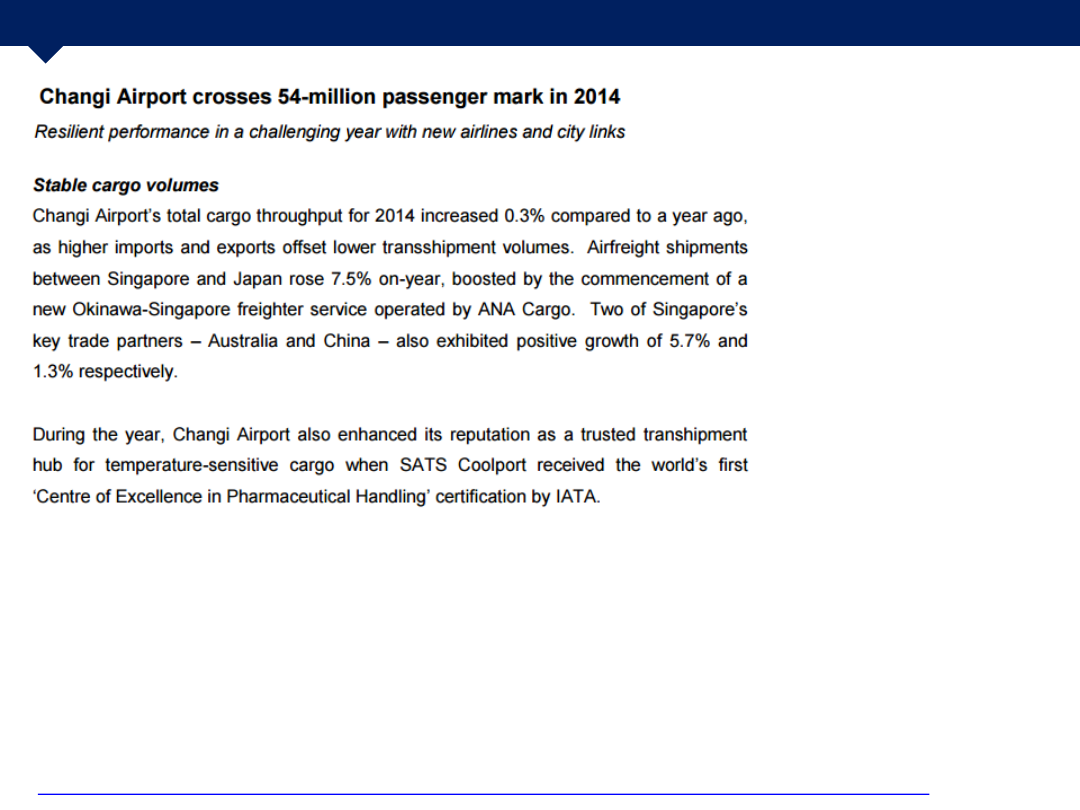 Changi Airport crosses 54-million passenger mark in 2014
Resilient performance in a challenging year with new airlines and city links
Stable cargo volumes
Changi Airport’s total cargo throughput for 2014 increased 0.3% compared to a year ago,
as higher imports and exports offset lower transshipment volumes.  Airfreight shipments
between Singapore and Japan rose 7.5% on-year, boosted by the commencement of a
new Okinawa-Singapore freighter service operated by ANA Cargo.  Two of Singapore’s
key trade partners – Australia and China – also exhibited positive growth of 5.7% and
1.3% respectively.
During the year, Changi Airport also enhanced its reputation as a trusted transhipment
hub for temperature-sensitive cargo when SATS Coolport received the world’s first
‘Centre of Excellence in Pharmaceutical Handling’ certification by IATA.